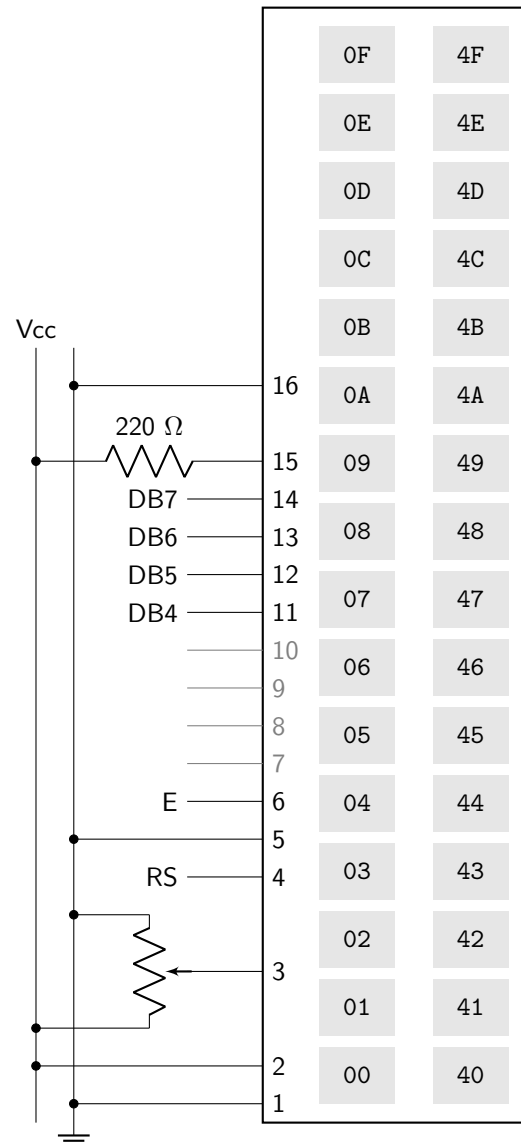 0F 4F
0E 4E
0D 4D
0C 4C
0B 4B
Vcc
16 0A 4A
220 Ω
15 09 49
DB7 14
DB6 13 08 48
DB5 12
DB4 11 07 47
10 06 46
9
8 05 45
7
E 6 04 44
5
RS 4 03 43
02 42
3
01 41
2 00 40
1